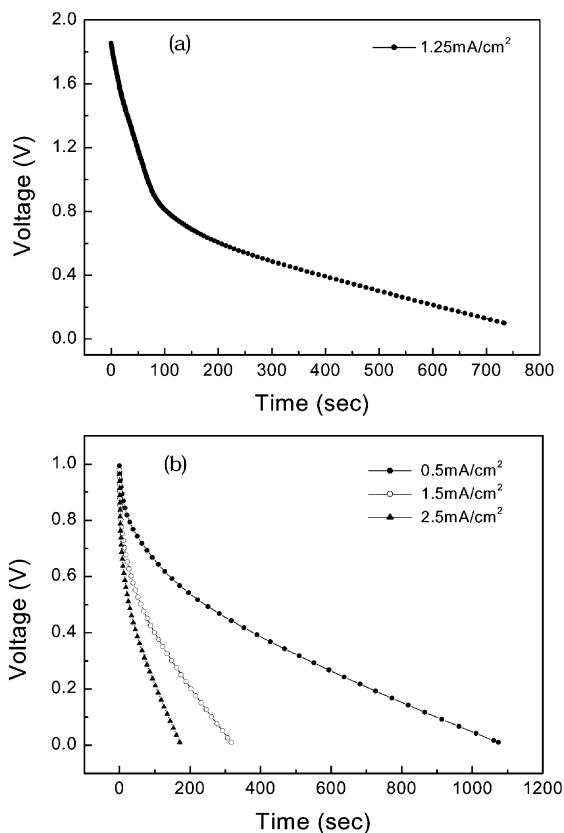 2.0
(a)
1.25mA/cm²
1.6
1.2
Voltage (V)
0.8
0.4
0.0
0 100 200 300 400 500 600 700 800
Time (sec)
1.0
(b)
0.5mA/cm²
1.5mA/cm²
2.5mA/cm²
0.8
0.6
Voltage (V)
0.4
0.2
0.0
0 200 400 600 800 1000 1200
Time (sec)